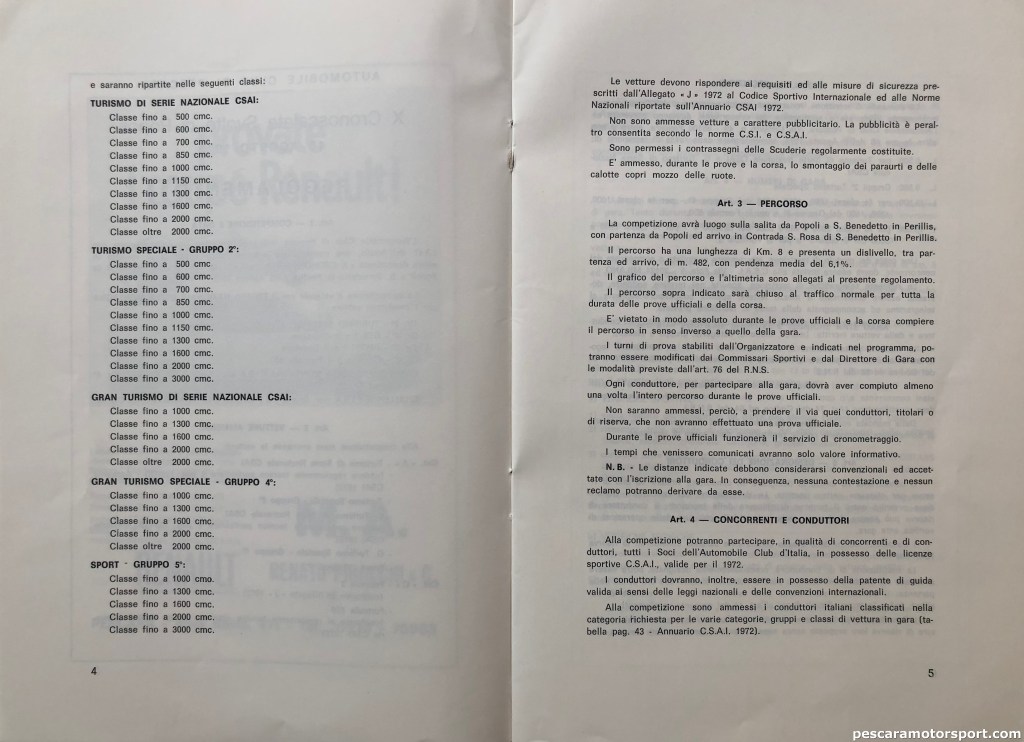 e saranno ripartite nelle seguenti classi:
TURISMO DI SERIE NAZIONALE CSAI:
Classe fino a 500 cmc.
Classe fino a 600 cmc.
Classe fino a 700 cmc.
Classe fino a 850 cmc.
Classe fino a 1000 cmc.
Classe fino a 1150 cmc.
Classe fino a 1300 cmc.
Classe fino a 1600 cmc.
Classe fino a 2000 cmc.
Classe oltre 2000 cmc.
TURISMO SPECIALE - GRUPPO 2º:
Classe fino a 500 cmc.
Classe fino a 600 cmc.
Classe fino a 700 cmc.
Classe fino a 850 cmc.
Classe fino a 1000 cmc.
Classe fino a 1150 cmc.
Classe fino a 1300 cmc.
Classe fino a 1600 cmc.
Classe fino a 2000 cmc.
Classe fino a 3000 cmc.
GRAN TURISMO DI SERIE NAZIONALE CSAI:
Classe fino a 1000 cmc.
Classe fino a 1300 cmc.
Classe fino a 1600 cmc.
Classe fino a 2000 cmc.
Classe oltre 2000 cmc.
GRAN TURISMO SPECIALE - GRUPPO 4º:
Classe fino a 1000 cmc.
Classe fino a 1300 cmc.
Classe fino a 1600 cmc.
Classe fino a 2000 cmc.
Classe oltre 2000 cmc.
SPORT - GRUPPO 5º:
Classe fino a 1000 cmo.
Classe fino a 1300 cmc.
Classe fino a 1600 cmc.
Classe fino a 2000 cmc.
Classe fino a 3000 cmc.
4
Le vetture devono rispondere ai requisiti ed alle misure di sicurezza pre-
scritti dall'Allegato « J » 1972 al Codice Sportivo Internazionale ed alle Norme
Nazionali riportate sull'Annuario CSAI 1972.
Non sono ammesse vetture a carattere pubblicitario. La pubblicità è peral-
tro consentita secondo le norme C.S.I. e C.S.A.I.
Sono permessi i contrassegni delle Scuderie regolarmente costituite.
E' ammesso, durante le prove e la corsa, lo smontaggio dei paraurti e delle
calotte copri mozzo delle ruote.
Art. 3 — PERCORSO
La competizione avrà luogo sulla salita da Popoli a S. Benedetto in Perillis,
con partenza da Popoli ed arrivo in Contrada S. Rosa di S. Benedetto in Perillis.
Il percorso ha una lunghezza di Km. 8 e presenta un dislivello, tra par-
tenza ed arrivo, di m. 482, con pendenza media del 6,1%.
Il grafico del percorso e l'altimetria sono allegati al presente regolamento.
Il percorso sopra indicato sarà chiuso al traffico normale per tutta la
durata delle prove ufficiali e della corsa.
E' vietato in modo assoluto durante le prove ufficiali e la corsa compiere
il percorso in senso inverso a quello della gara.
I turni di prova stabiliti dall'Organizzatore e indicati nel programma, po-
tranno essere modificati dai Commissari Sportivi e dal Direttore di Gara con
le modalità previste dall'art. 76 del R.N.S.
Ogni conduttore, per partecipare alla gara, dovrà aver compiuto almeno
una volta l'intero percorso durante le prove ufficiali.
Non saranno ammessi, perciò, a prendere il via quei conduttori, titolari o
di riserva, che non avranno effettuato una prova ufficiale.
Durante le prove ufficiali funzionerà il servizio di cronometraggio.
I tempi che venissero comunicati avranno solo valore informativo.
N. B. - Le distanze indicate debbono considerarsi convenzionali ed accet-
tate con l'iscrizione alla gara. In conseguenza, nessuna contestazione e nessun
reclamo potranno derivare da esse.
Art. 4 — CONCORRENTI E CONDUTTORI
Alla competizione potranno partecipare, in qualità di concorrenti e di con-
duttori, tutti i Soci dell'Automobile Club d'Italia, in possesso delle licenze
sportive C.S.A.I., valide per il 1972.
I conduttori dovranno, inoltre, essere in possesso della patente di guida
valida ai sensi delle leggi nazionali e delle convenzioni internazionali.
Alla competizione sono ammessi i conduttori italiani classificati nella
categoria richiesta per le varie categorie, gruppi e classi di vettura in gara (ta-
bella pag. 43 - Annuario C.S.A.I. 1972).
5
pescaramotorsport.com